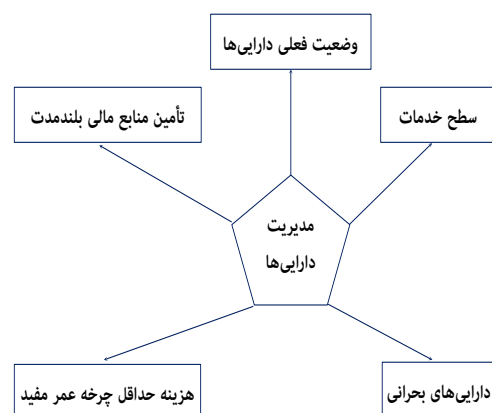 وضعیت فعلی دارایی‌ها
سطح خدمات
تأمین منابع مالی بلندمدت
مدیریت
دارایی‌ها
دارایی‌های بحرانی
هزینه حداقل چرخه عمر مفید